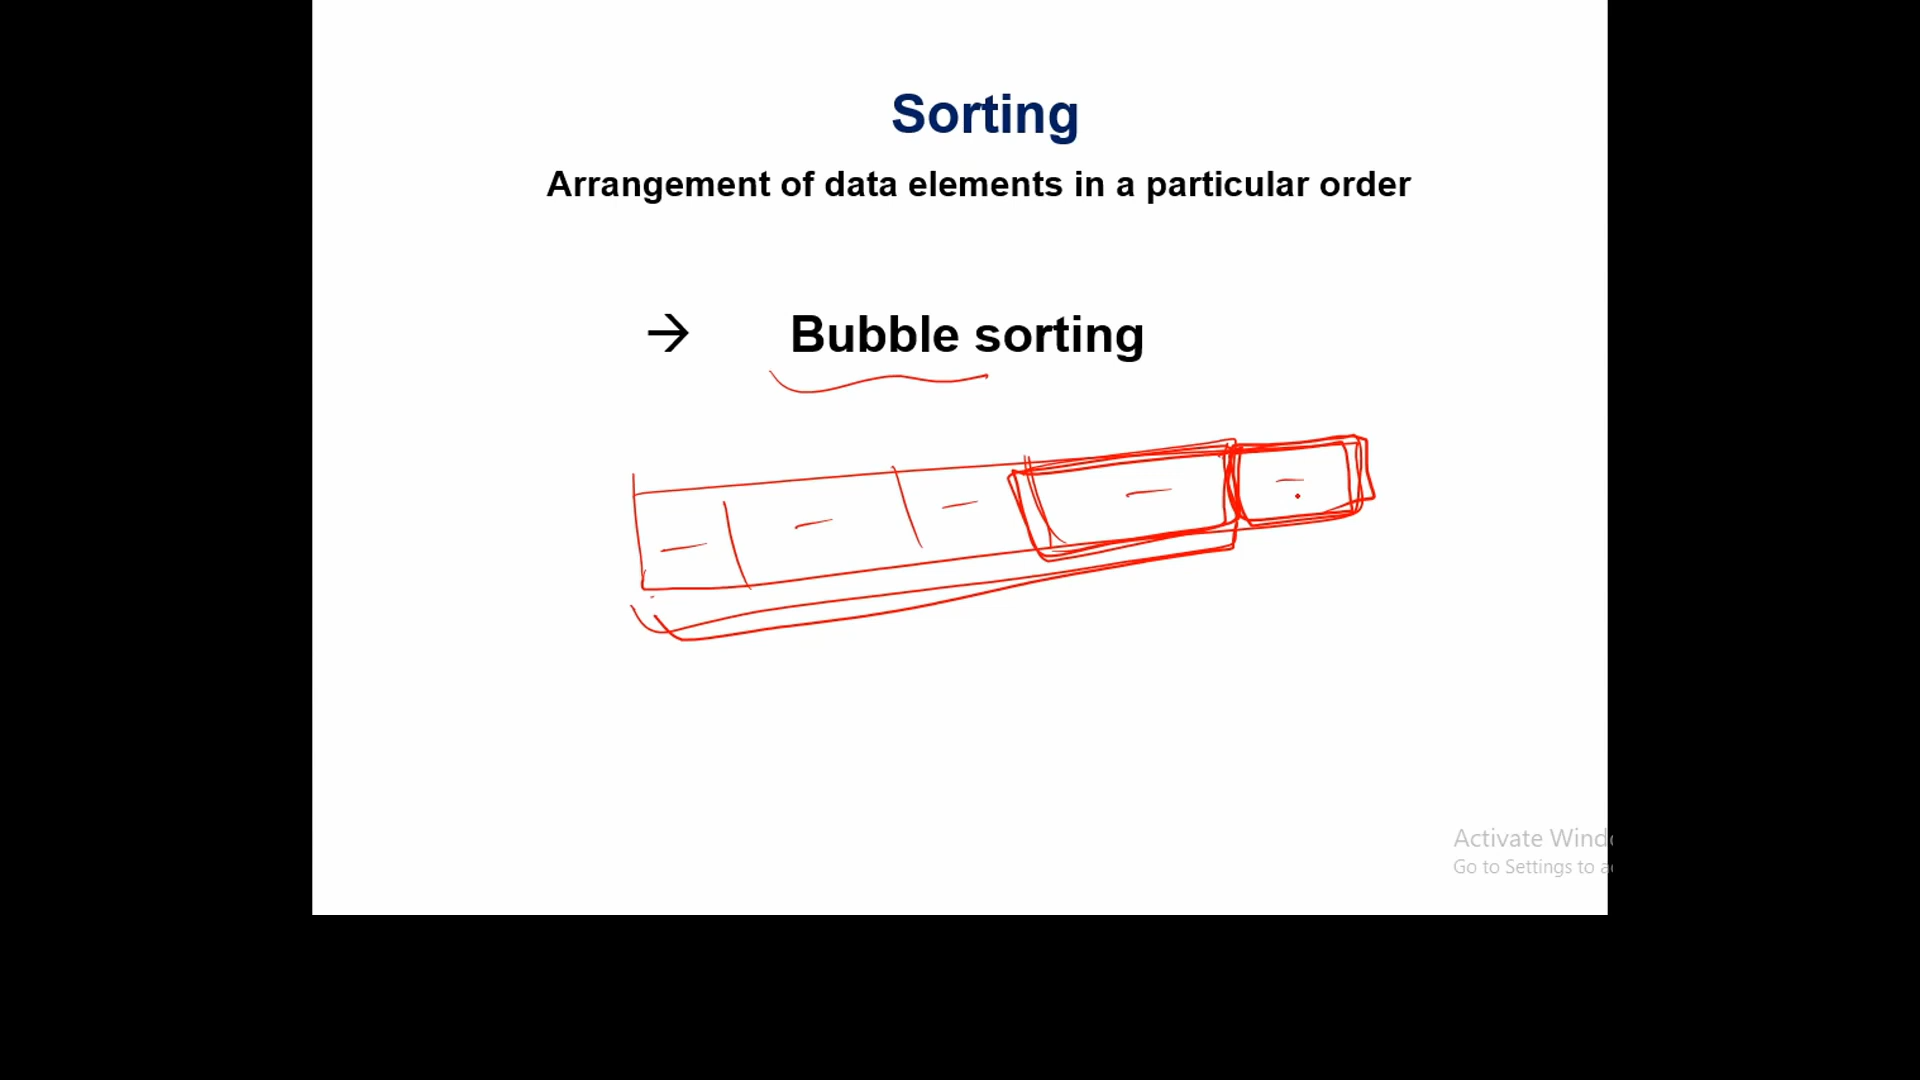 Sorting
Arrangement of data elements in a particular order
→ Bubble sorting
Activate Wind
Go to Settings to a